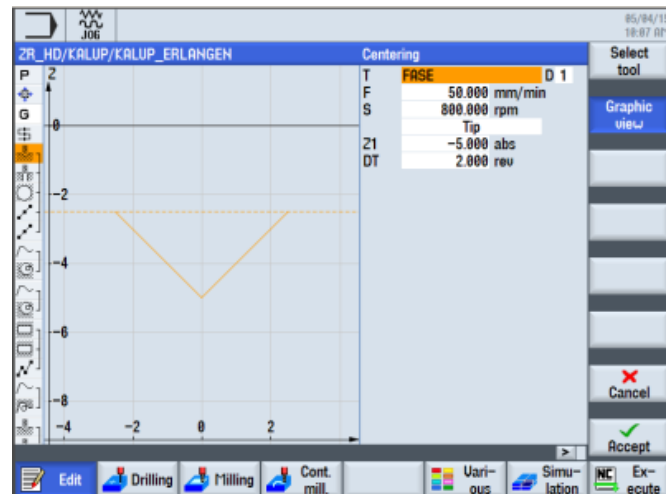 JOG
05/04/1
10:07 AM
ZR_HD/KALUP/KALUP_ERLANGEN
Centering
Select tool
P
Z
T FASE D 1
F 50.000 mm/min
S 800.000 rpm
Tip
Z1 -5.000 abs
DT 2.000 rev
Graphic view
G
0
-2
-4
-6
-8
-4 -2 0 2
Cancel
Accept
>
Edit
Drilling
Milling
Cont. mill.
Vari- ous
Simu- lation
NC Ex- ecute